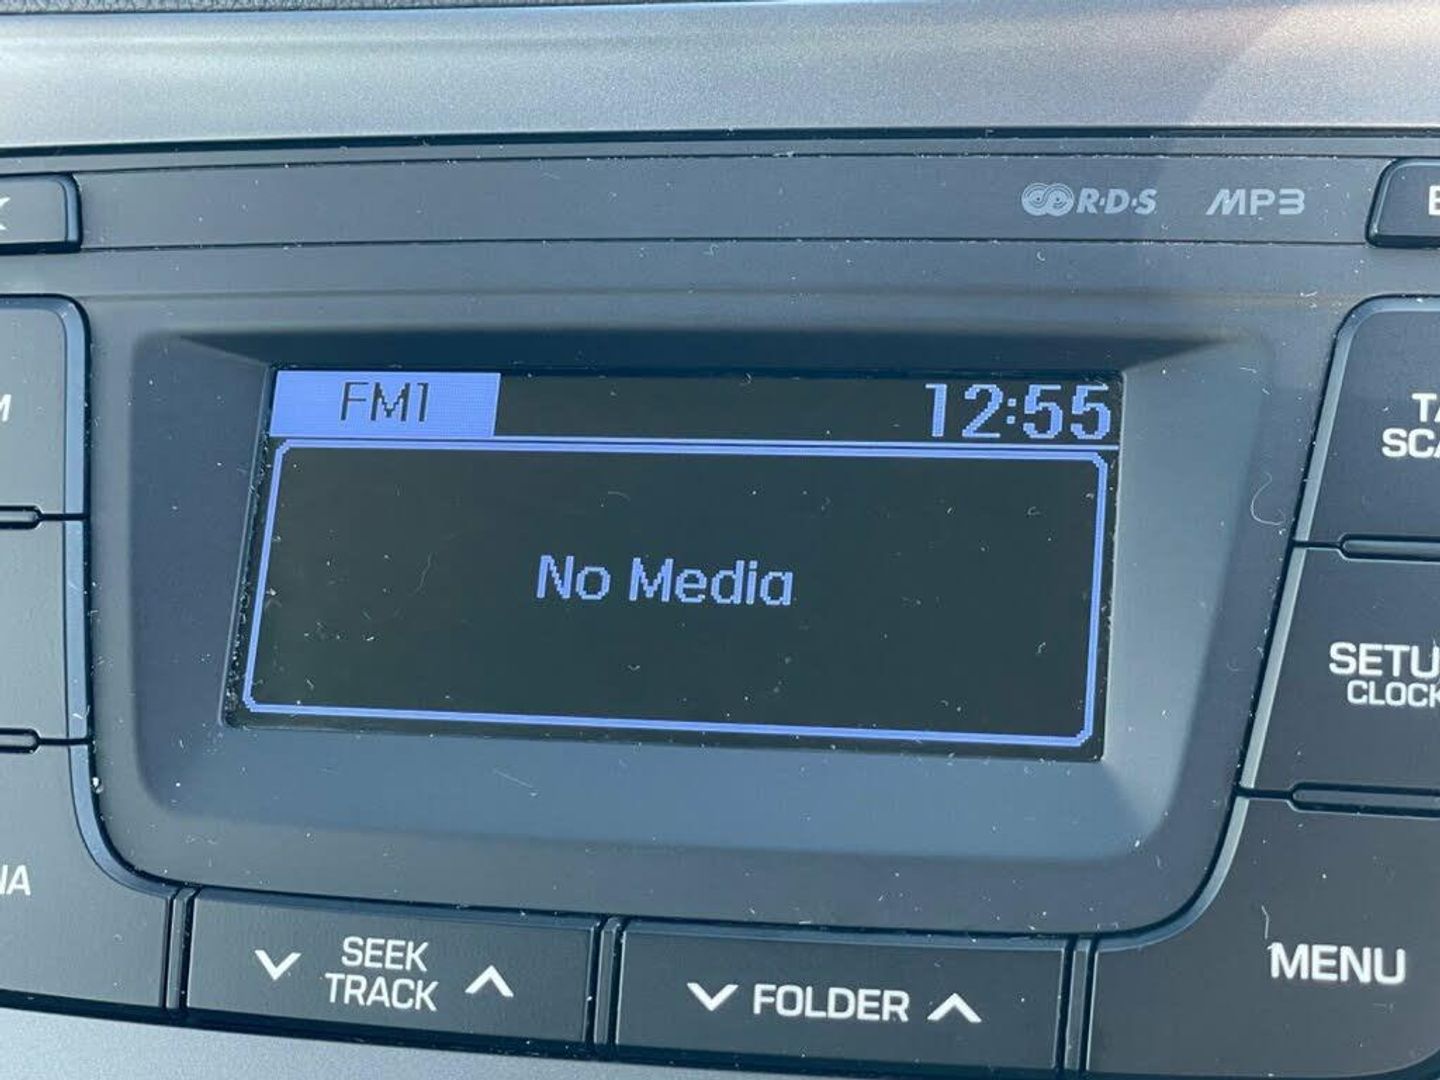 R·D·S MP3
FM1 12:55
No Media
SETU
CLOCK
SEEK
TRACK
FOLDER
MENU